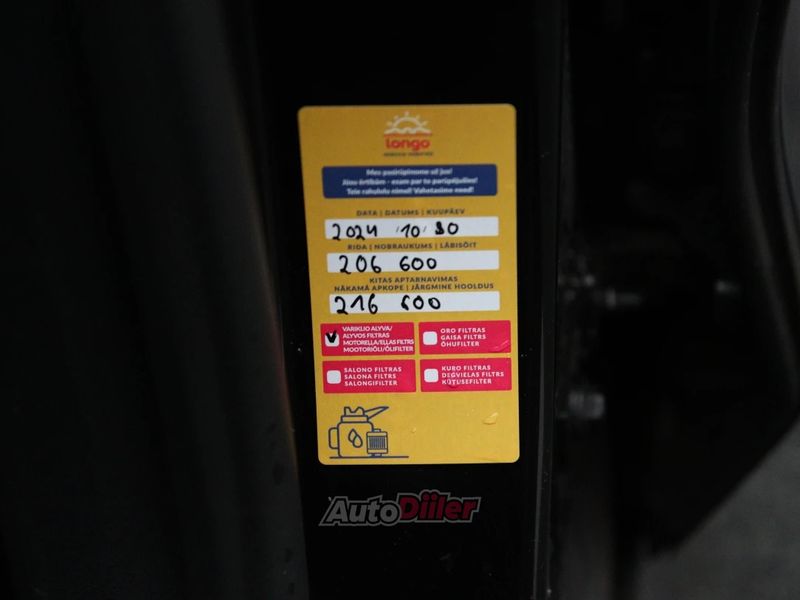 longo
Mes pasirūpinome už jus!
Jūsu ērtībām - esam par to parūpējušies!
Teie rahulolu nimel! Vahetasime need!
DATA | DATUMS | KUUPÄEV
2024 10 30
RIDA | NOBRAUKUMS | LÄBISÕIT
206 600
KITAS APTARNAVIMAS
NĀKAMĀ APKOPE | JÄRGMINE HOOLDUS
216 600
VARIKLIO ALYVA/
ALYVOS FILTRAS
MOTOREĻĻA/EĻĻAS FILTRS
MOOTORIÕLI/ÕLIFILTER
ORO FILTRAS
GAISA FILTRS
ÕHUFILTER
SALONO FILTRAS
SALONA FILTRS
SALONGIFILTER
KURO FILTRAS
DEGVIELAS FILTRS
KÜTUSEFILTER
AutoDiiler